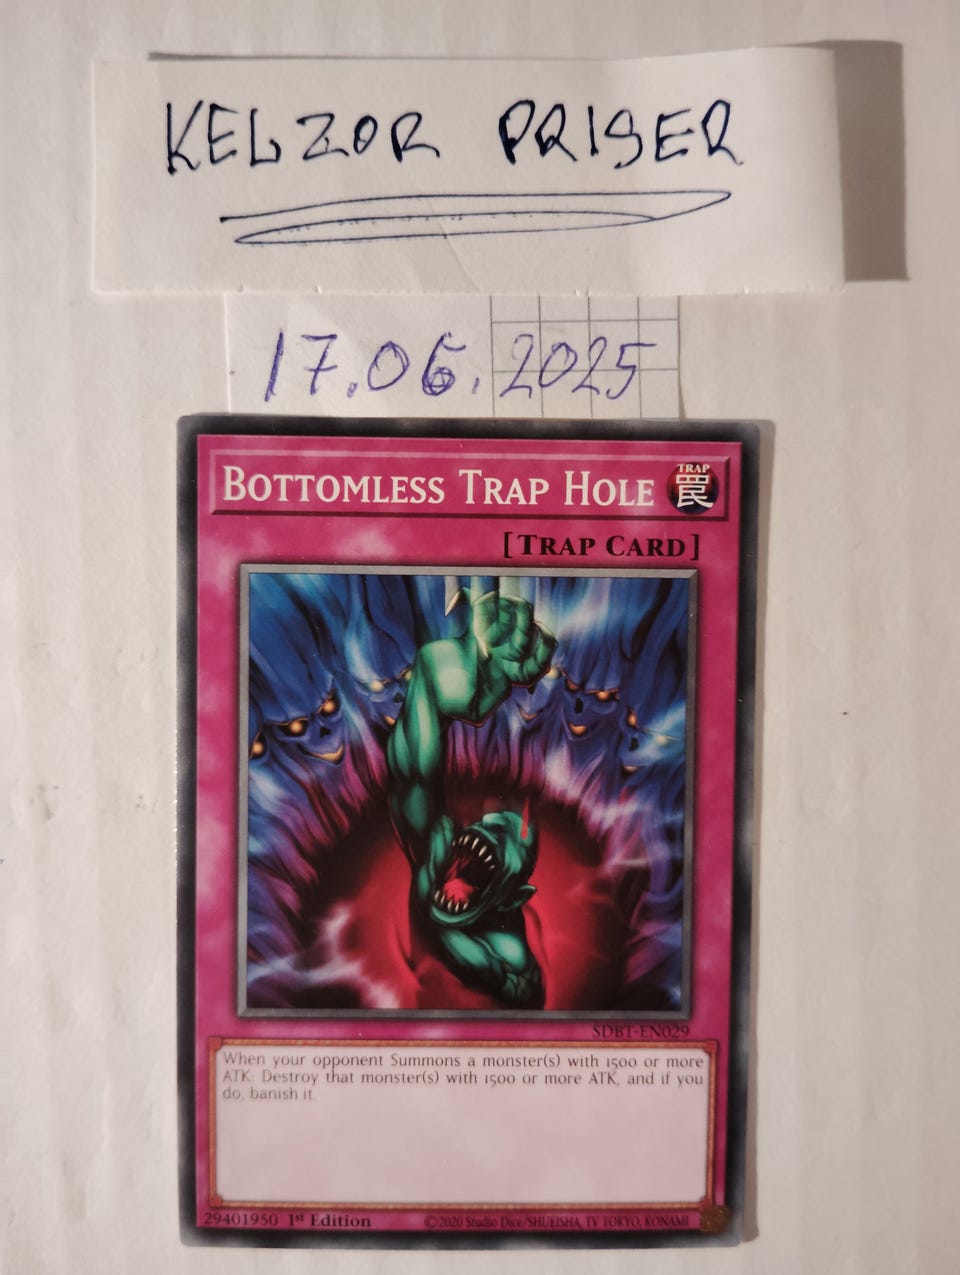 KELZOR PRISER
17.06.2025
BOTTOMLESS TRAP HOLE
TRAP
罠
[TRAP CARD]
SDBT-EN029
When your opponent Summons a monster(s) with 1500 or more
ATK: Destroy that monster(s) with 1500 or more ATK, and if you
do, banish it.
29401950 1st Edition
©2020 Studio Dice/SHUEISHA, TV TOKYO, KONAMI